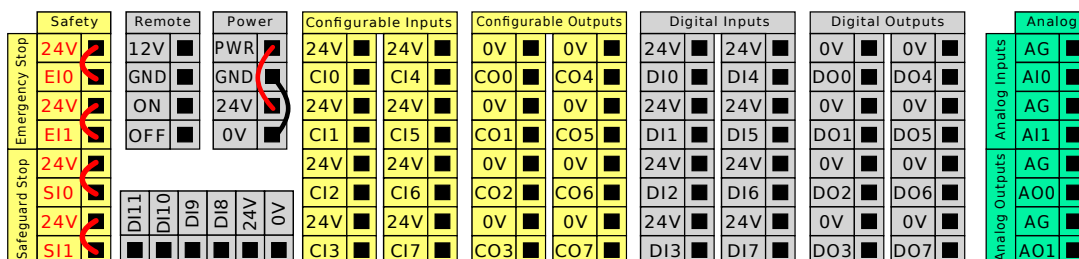 Safety
Emergency Stop
24V
EI0
24V
EI1
Safeguard Stop
24V
SI0
24V
SI1
Remote
12V
GND
ON
OFF
Power
PWR
GND
24V
0V
DI11
DI10
DI9
DI8
24V
0V
Configurable Inputs
24V 24V
CI0 CI4
24V 24V
CI1 CI5
24V 24V
CI2 CI6
24V 24V
CI3 CI7
Configurable Outputs
0V 0V
CO0 CO4
0V 0V
CO1 CO5
0V 0V
CO2 CO6
0V 0V
CO3 CO7
Digital Inputs
24V 24V
DI0 DI4
24V 24V
DI1 DI5
24V 24V
DI2 DI6
24V 24V
DI3 DI7
Digital Outputs
0V 0V
DO0 DO4
0V 0V
DO1 DO5
0V 0V
DO2 DO6
0V 0V
DO3 DO7
Analog
Analog Inputs
AG
AI0
AG
AI1
Analog Outputs
AG
AO0
AG
AO1